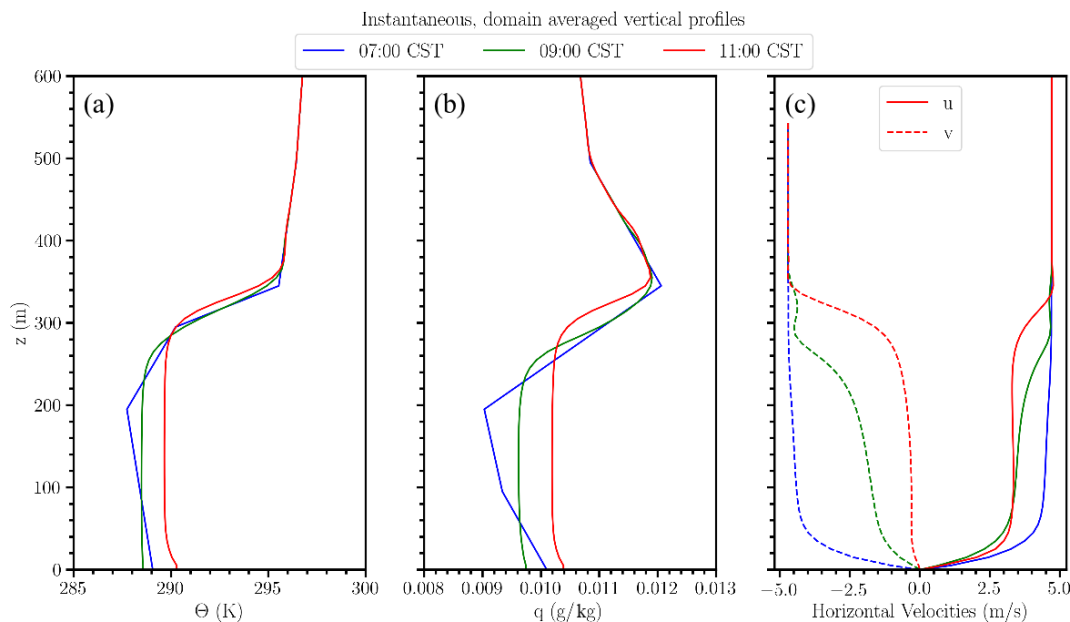 Instantaneous, domain averaged vertical profiles
07:00 CST 09:00 CST 11:00 CST
(a) (b) (c)
u
v
600
500
400
300
200
100
0
z (m)
285 290 295 300
Θ (K)
0.008 0.009 0.010 0.011 0.012 0.013
q (g/kg)
−5.0 −2.5 0.0 2.5 5.0
Horizontal Velocities (m/s)